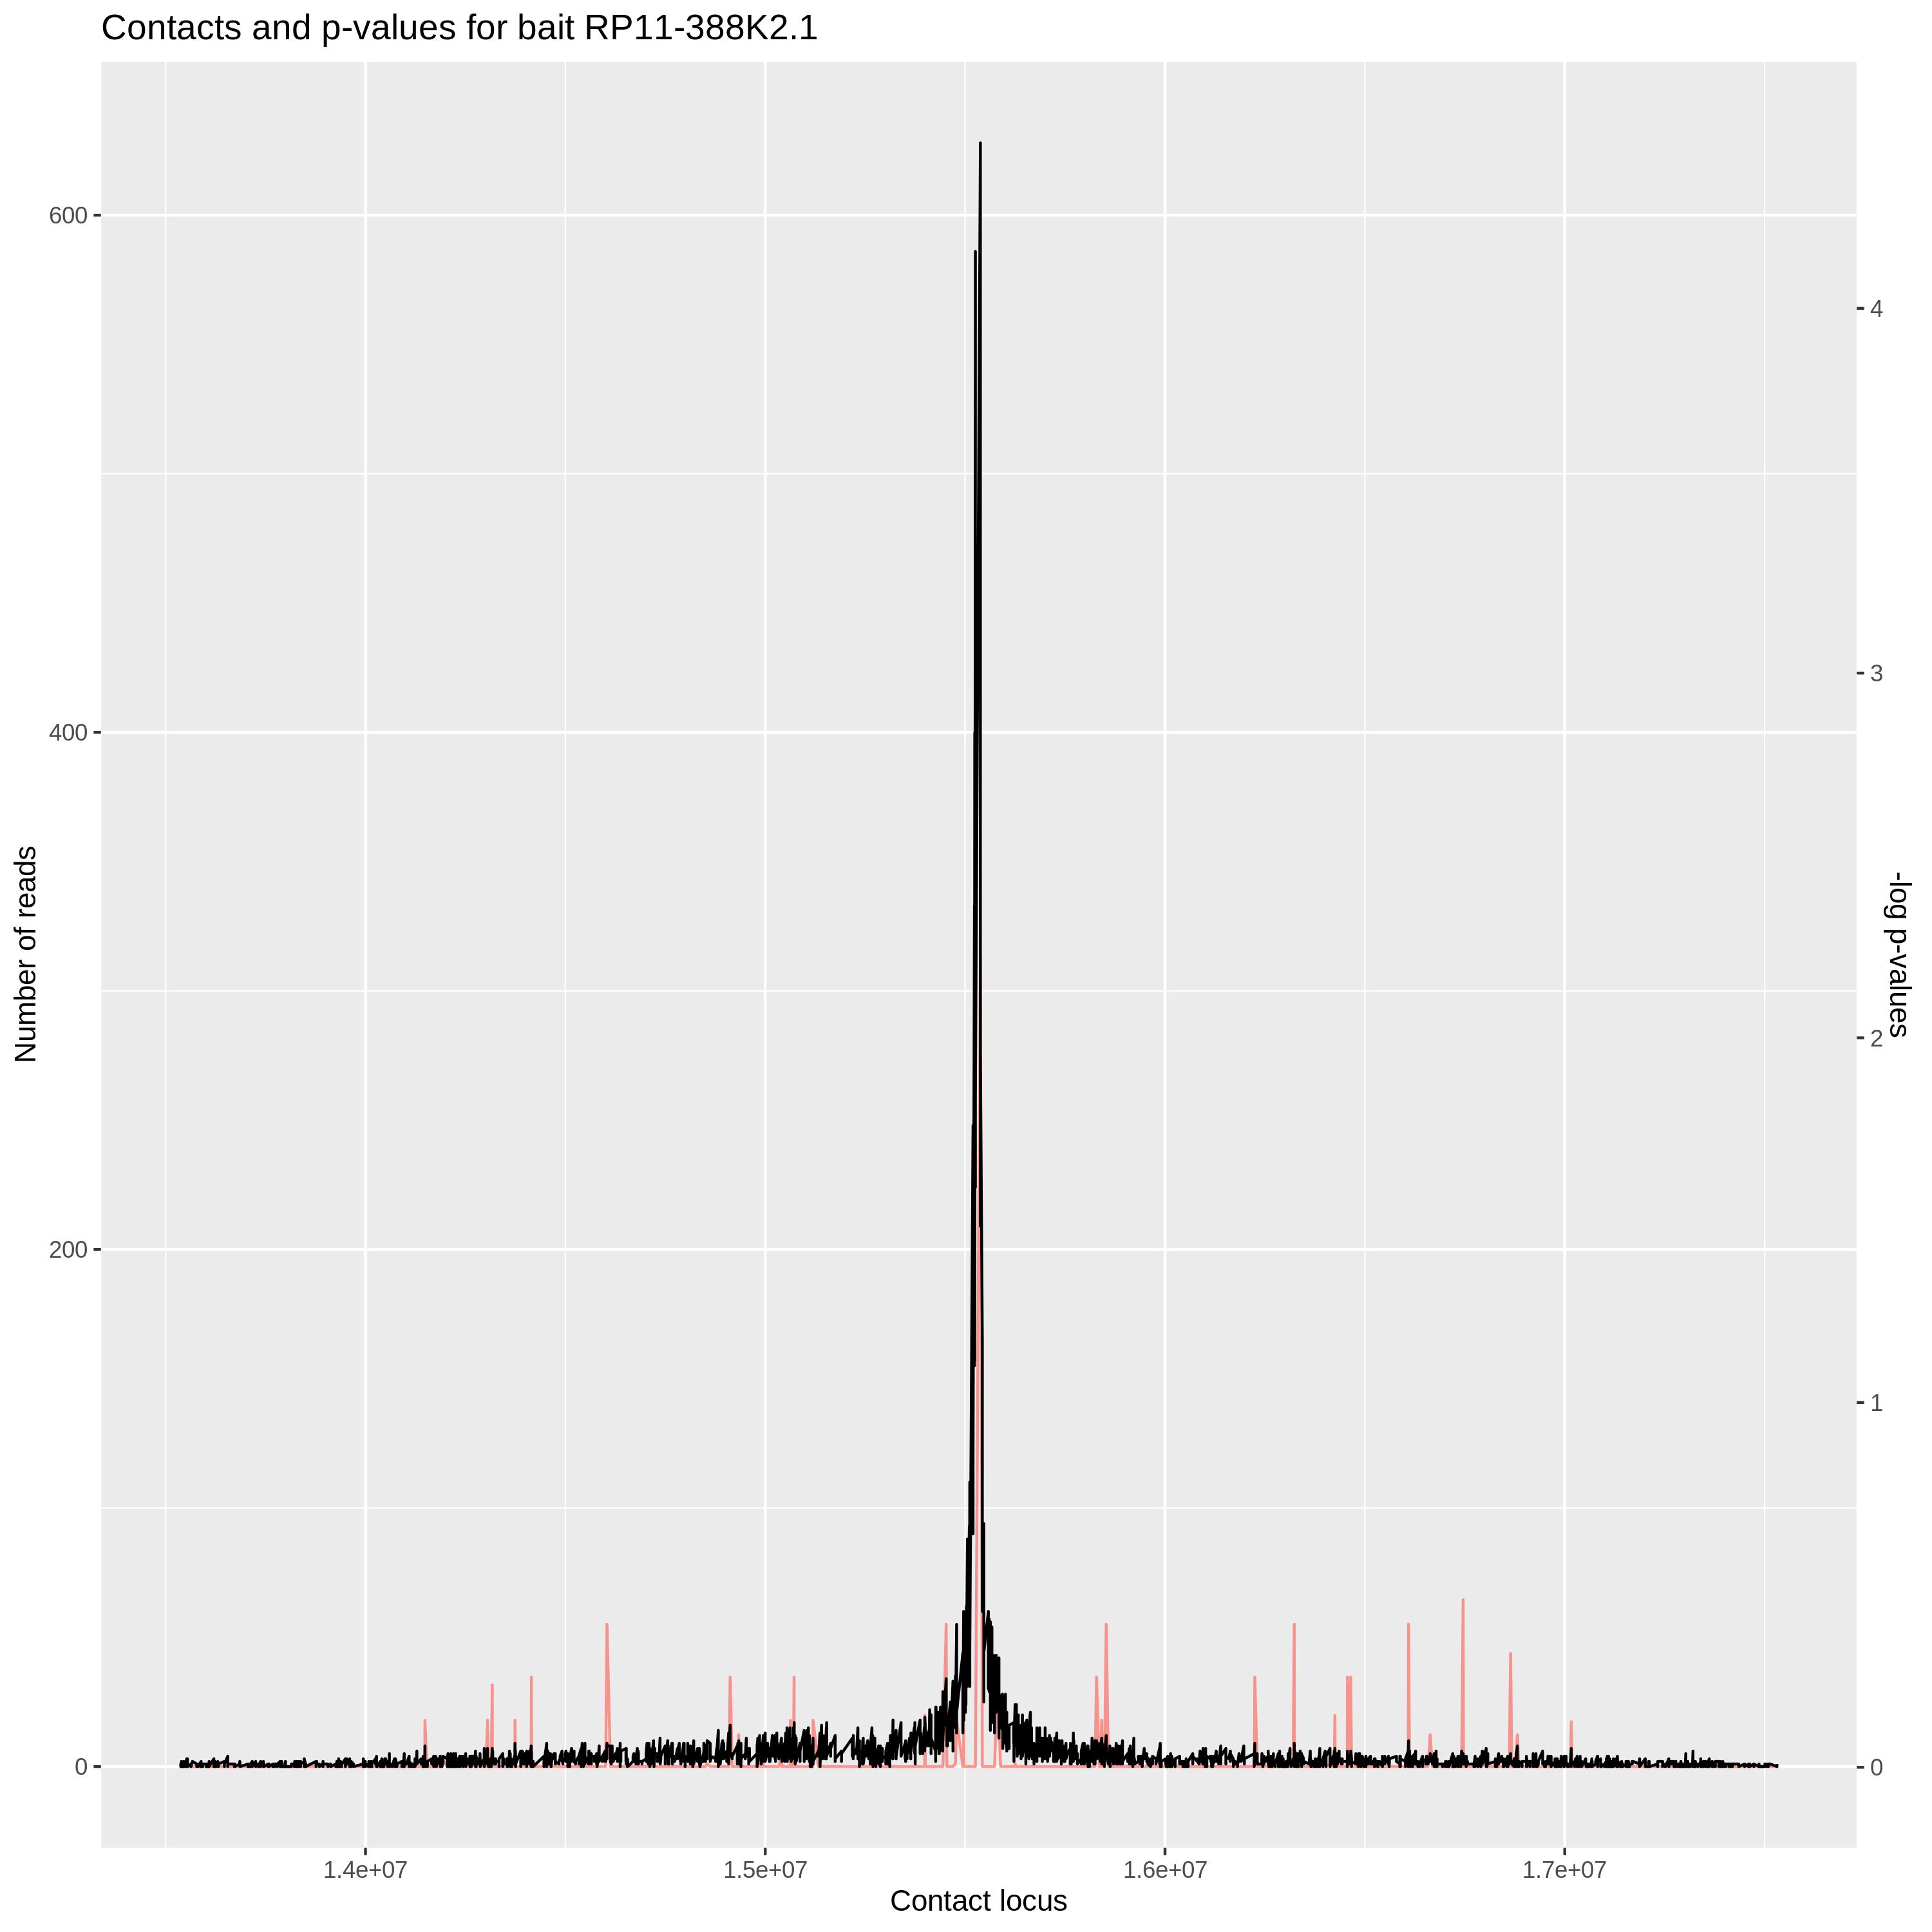 Contacts and p-values for bait RP11-388K2.1
600
400
200
0
Number of reads
4
3
2
1
0
-log p-values
1.4e+07
1.5e+07
1.6e+07
1.7e+07
Contact locus